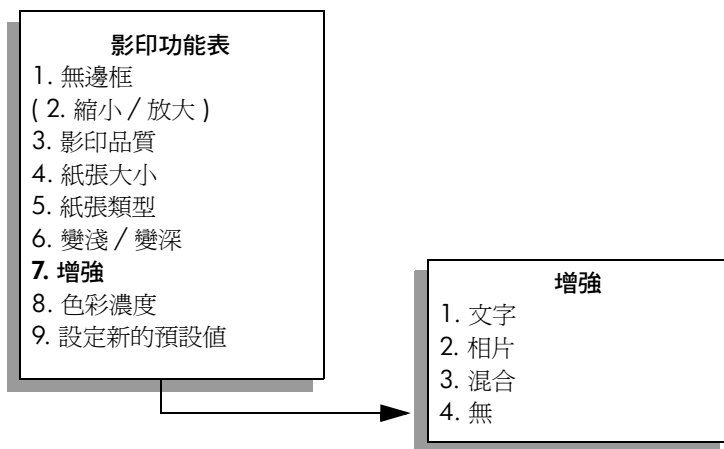 影印功能表
1. 無邊框
( 2. 縮小 / 放大 )
3. 影印品質
4. 紙張大小
5. 紙張類型
6. 變淺 / 變深
7. 增強
8. 色彩濃度
9. 設定新的預設值
增強
1. 文字
2. 相片
3. 混合
4. 無